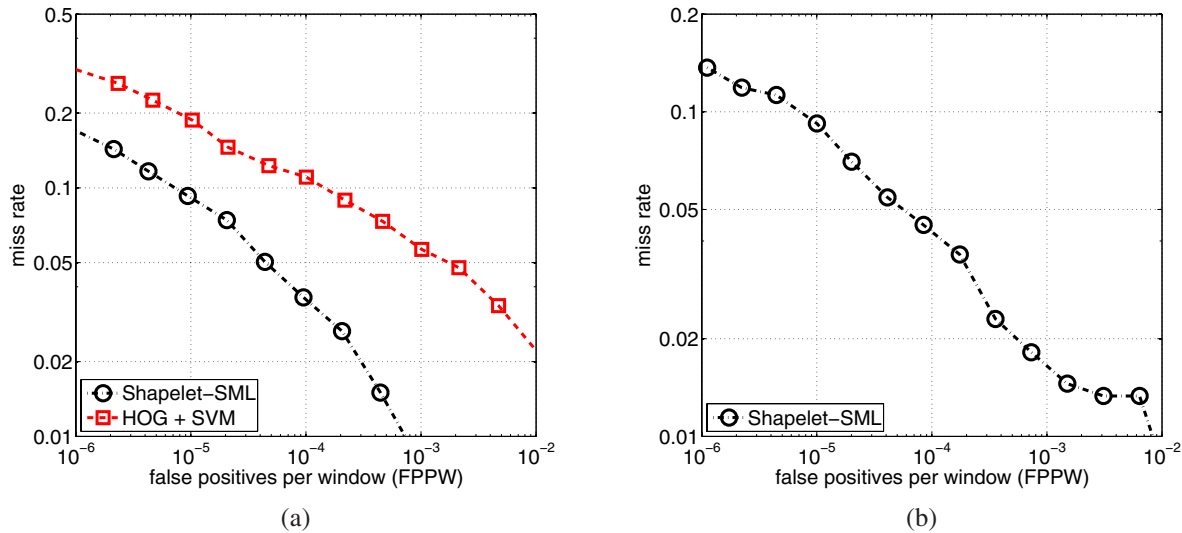 0.5
0.2
0.1
0.05
0.02
0.01
miss rate
Shapelet−SML
HOG + SVM
10⁻⁶ 10⁻⁵ 10⁻⁴ 10⁻³ 10⁻²
false positives per window (FPPW)
(a)
0.2
0.1
0.05
0.02
0.01
miss rate
Shapelet−SML
10⁻⁶ 10⁻⁵ 10⁻⁴ 10⁻³ 10⁻²
false positives per window (FPPW)
(b)